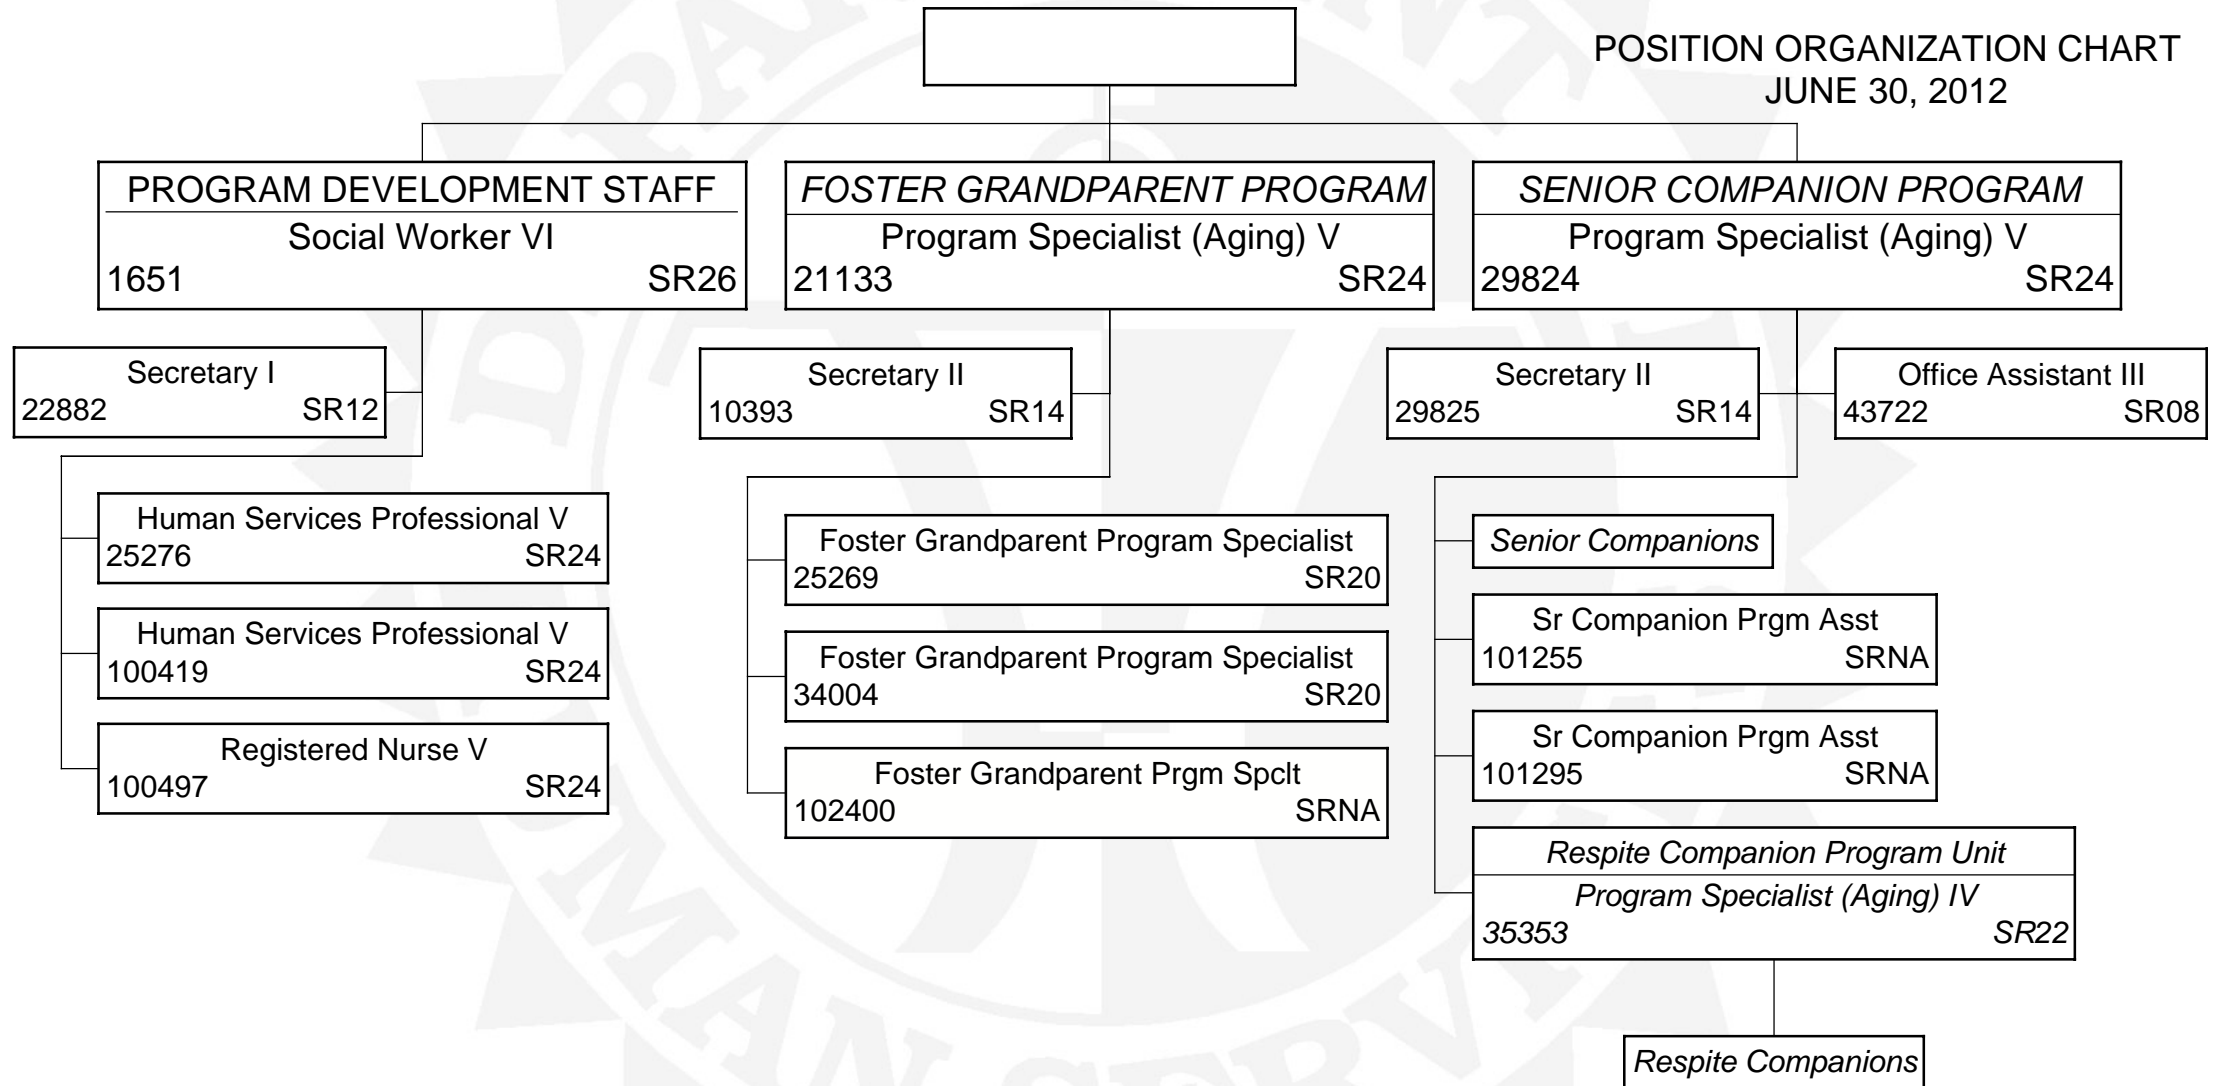 POSITION ORGANIZATION CHART
JUNE 30, 2012
PROGRAM DEVELOPMENT STAFF
Social Worker VI
1651 SR26
FOSTER GRANDPARENT PROGRAM
Program Specialist (Aging) V
21133 SR24
SENIOR COMPANION PROGRAM
Program Specialist (Aging) V
29824 SR24
Secretary I
22882 SR12
Secretary II
10393 SR14
Secretary II
29825 SR14
Office Assistant III
43722 SR08
Human Services Professional V
25276 SR24
Human Services Professional V
100419 SR24
Registered Nurse V
100497 SR24
Foster Grandparent Program Specialist
25269 SR20
Foster Grandparent Program Specialist
34004 SR20
Foster Grandparent Prgm Spclt
102400 SRNA
Senior Companions
Sr Companion Prgm Asst
101255 SRNA
Sr Companion Prgm Asst
101295 SRNA
Respite Companion Program Unit
Program Specialist (Aging) IV
35353 SR22
Respite Companions